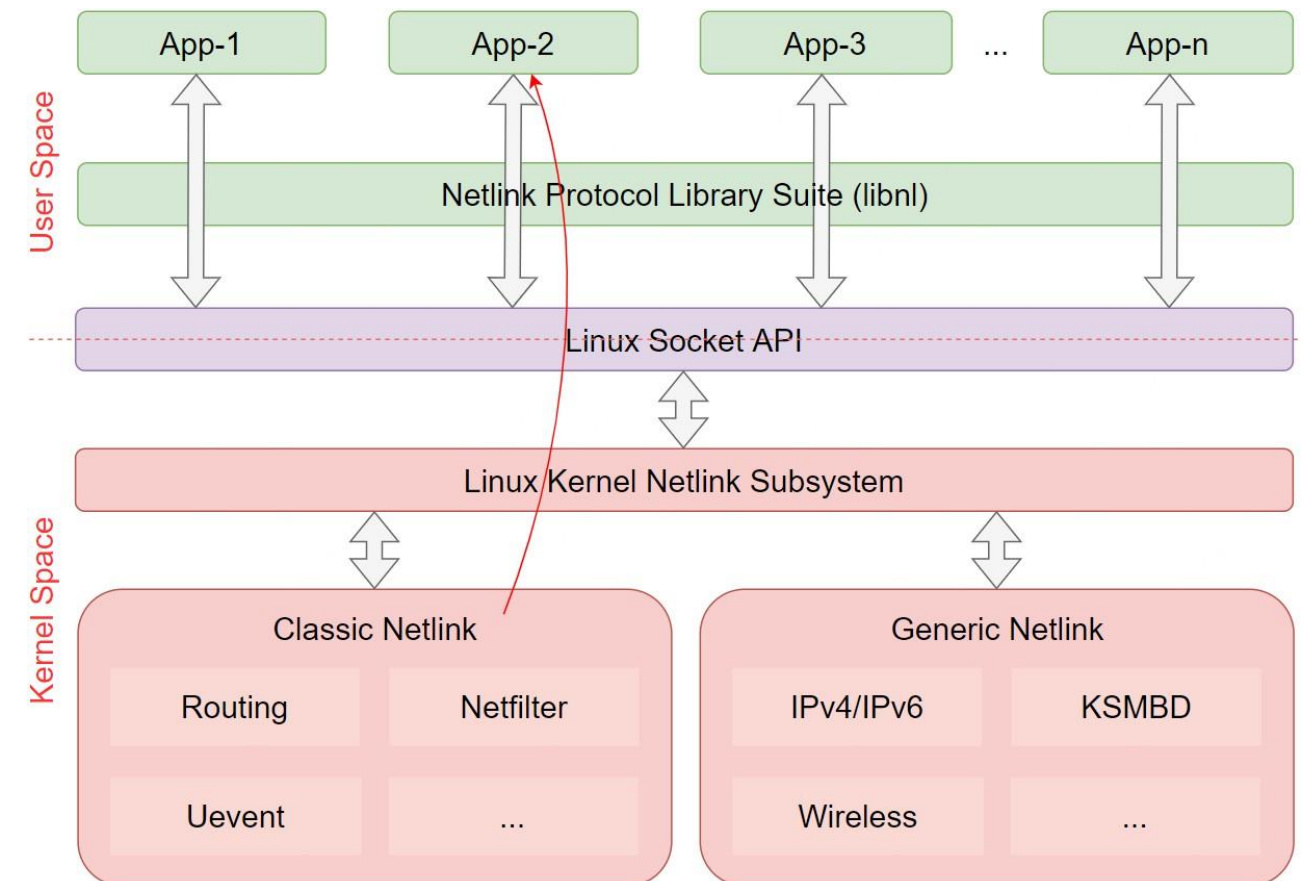 App-1
App-2
App-3
...
App-n
User Space
Netlink Protocol Library Suite (libnl)
Linux Socket API
Linux Kernel Netlink Subsystem
Kernel Space
Classic Netlink
Generic Netlink
Routing
Netfilter
IPv4/IPv6
KSMBD
Uevent
...
Wireless
...